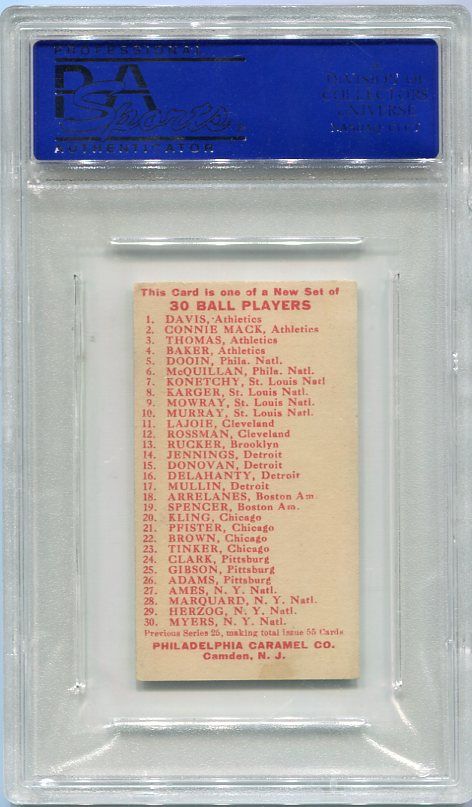 PROFESSIONAL
PSA
Sports
AUTHENTICATOR
A
DIVISION OF
COLLECTORS
UNIVERSE
This Card is one of a New Set of
30 BALL PLAYERS
1. DAVIS, Athletics
2. CONNIE MACK, Athletics
3. THOMAS, Athletics
4. BAKER, Athletics
5. DOOIN, Phila. Natl.
6. McQUILLAN, Phila. Natl.
7. KONETCHY, St. Louis Natl
8. KARGER, St. Louis Natl.
9. MOWRAY, St. Louis Natl.
10. MURRAY, St. Louis Natl.
11. LAJOIE, Cleveland
12. ROSSMAN, Cleveland
13. RUCKER, Brooklyn
14. JENNINGS, Detroit
15. DONOVAN, Detroit
16. DELAHANTY, Detroit
17. MULLIN, Detroit
18. ARRELANES, Boston Am.
19. SPENCER, Boston Am.
20. KLING, Chicago
21. PFISTER, Chicago
22. BROWN, Chicago
23. TINKER, Chicago
24. CLARK, Pittsburg
25. GIBSON, Pittsburg
26. ADAMS, Pittsburg
27. AMES, N. Y. Natl.
28. MARQUARD, N. Y. Natl.
29. HERZOG, N. Y. Natl.
30. MYERS, N. Y. Natl.
Previous Series 25, making total issue 55 Cards
PHILADELPHIA CARAMEL CO.
Camden, N. J.